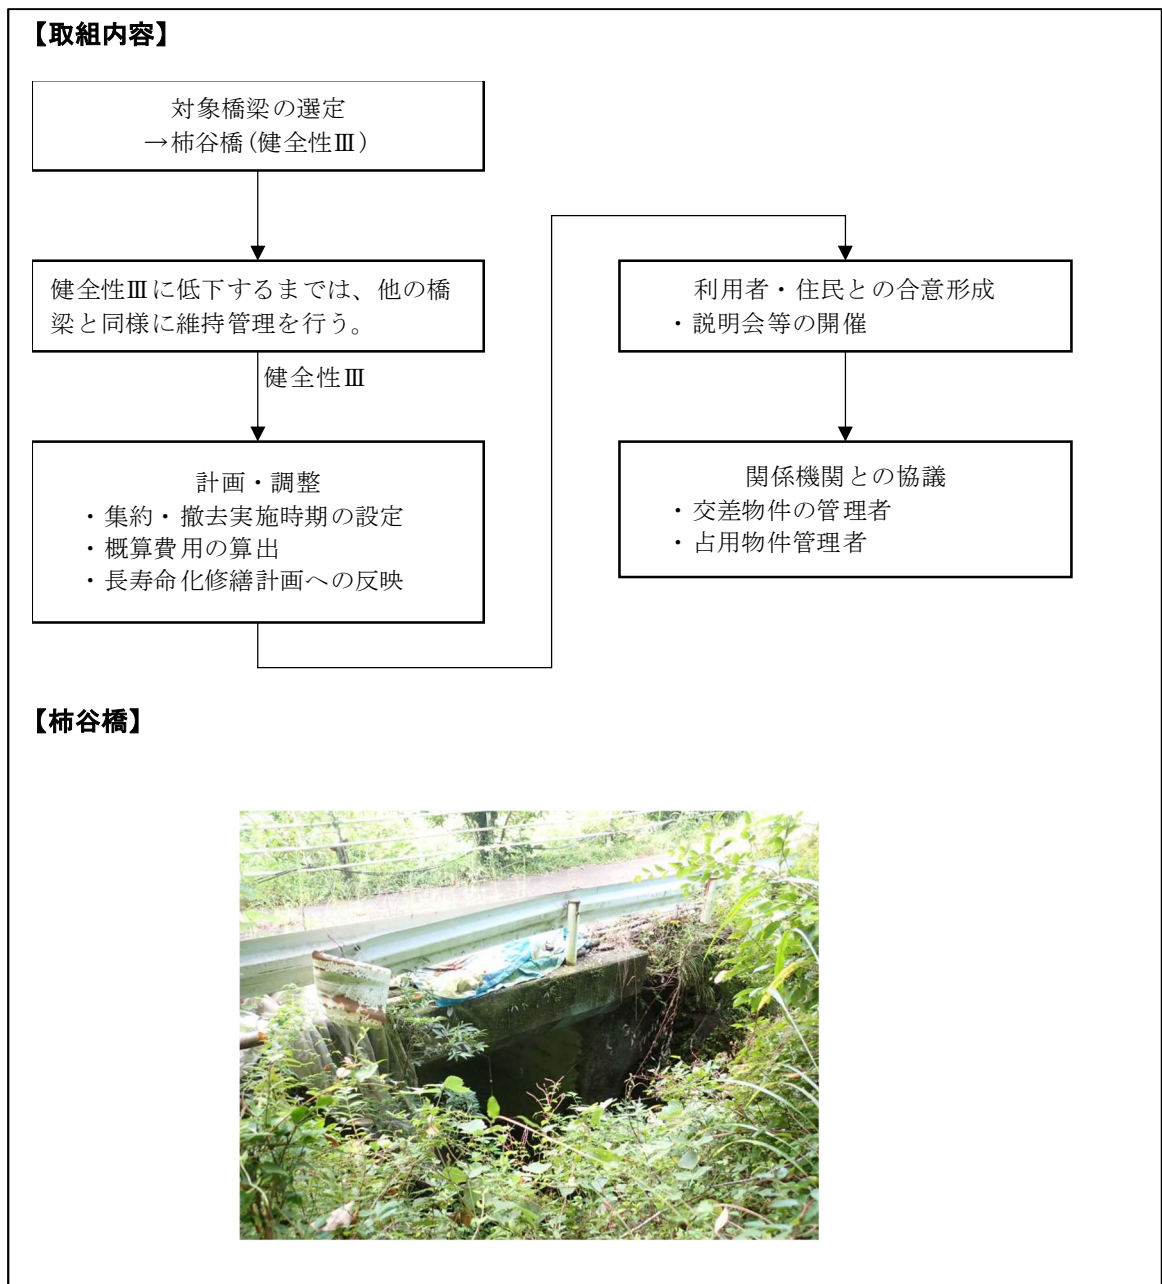 【取組内容】
対象橋梁の選定
→柿谷橋(健全性Ⅲ)
健全性Ⅲに低下するまでは、他の橋
梁と同様に維持管理を行う。
健全性Ⅲ
計画・調整
・集約・撤去実施時期の設定
・概算費用の算出
・長寿命化修繕計画への反映
利用者・住民との合意形成
・説明会等の開催
関係機関との協議
・交差物件の管理者
・占用物件管理者
【柿谷橋】